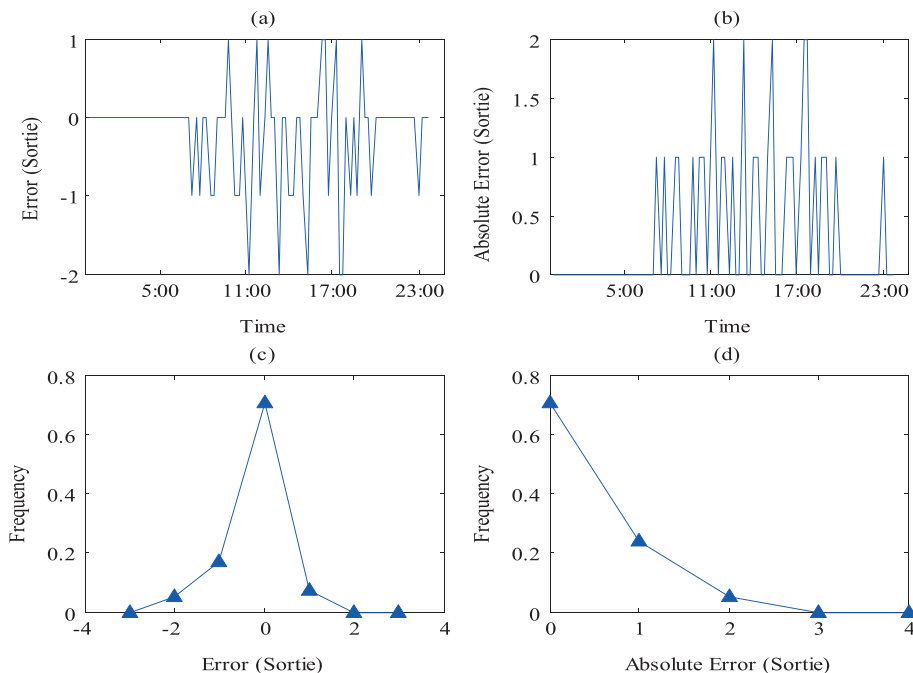 (a)
Error (Sortie)
1
0
-1
-2
5:00 11:00 17:00 23:00
Time
(b)
Absolute Error (Sortie)
2
1.5
1
0.5
0
5:00 11:00 17:00 23:00
Time
(c)
Frequency
0.8
0.6
0.4
0.2
0
-4 -2 0 2 4
Error (Sortie)
(d)
Frequency
0.8
0.6
0.4
0.2
0
0 1 2 3 4
Absolute Error (Sortie)